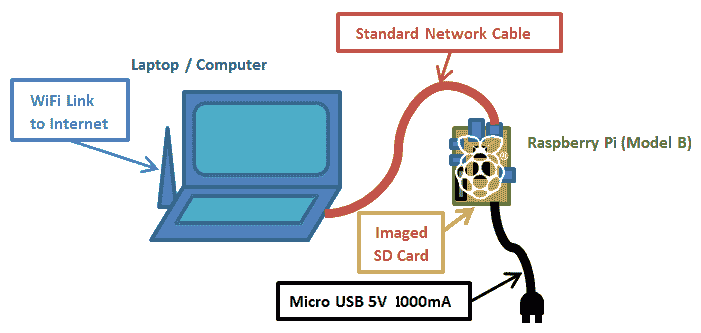 Standard Network Cable
Laptop / Computer
WiFi Link
to Internet
Raspberry Pi (Model B)
Imaged
SD Card
Micro USB 5V 1000mA